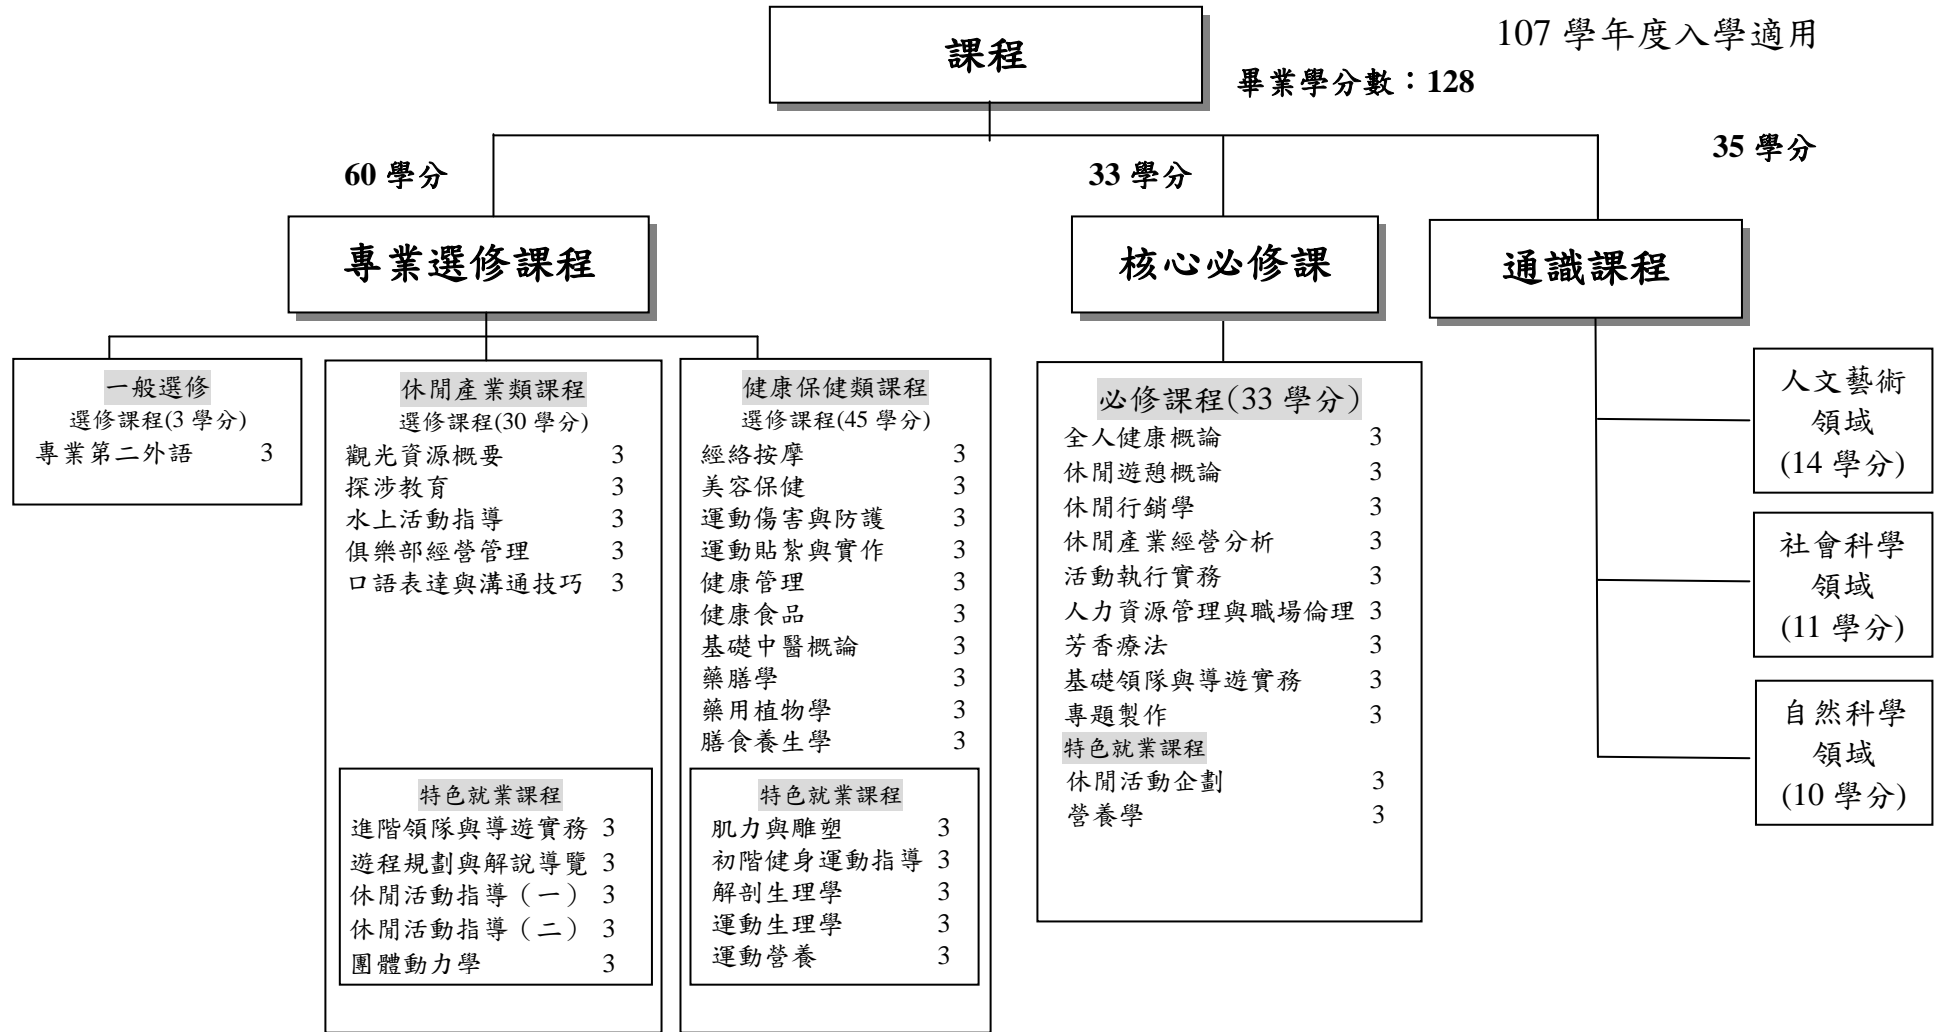 107 學年度入學適用
課程
畢業學分數：128
60 學分
33 學分
35 學分
專業選修課程
核心必修課
通識課程
一般選修
選修課程(3 學分)
專業第二外語 3
休閒產業類課程
選修課程(30 學分)
觀光資源概要 3
探涉教育 3
水上活動指導 3
俱樂部經營管理 3
口語表達與溝通技巧 3
特色就業課程
進階領隊與導遊實務 3
遊程規劃與解說導覽 3
休閒活動指導（一） 3
休閒活動指導（二） 3
團體動力學 3
健康保健類課程
選修課程(45 學分)
經絡按摩 3
美容保健 3
運動傷害與防護 3
運動貼紮與實作 3
健康管理 3
健康食品 3
基礎中醫概論 3
藥膳學 3
藥用植物學 3
膳食養生學 3
特色就業課程
肌力與雕塑 3
初階健身運動指導 3
解剖生理學 3
運動生理學 3
運動營養 3
必修課程(33 學分)
全人健康概論 3
休閒遊憩概論 3
休閒行銷學 3
休閒產業經營分析 3
活動執行實務 3
人力資源管理與職場倫理 3
芳香療法 3
基礎領隊與導遊實務 3
專題製作 3
特色就業課程
休閒活動企劃 3
營養學 3
人文藝術
領域
(14 學分)
社會科學
領域
(11 學分)
自然科學
領域
(10 學分)